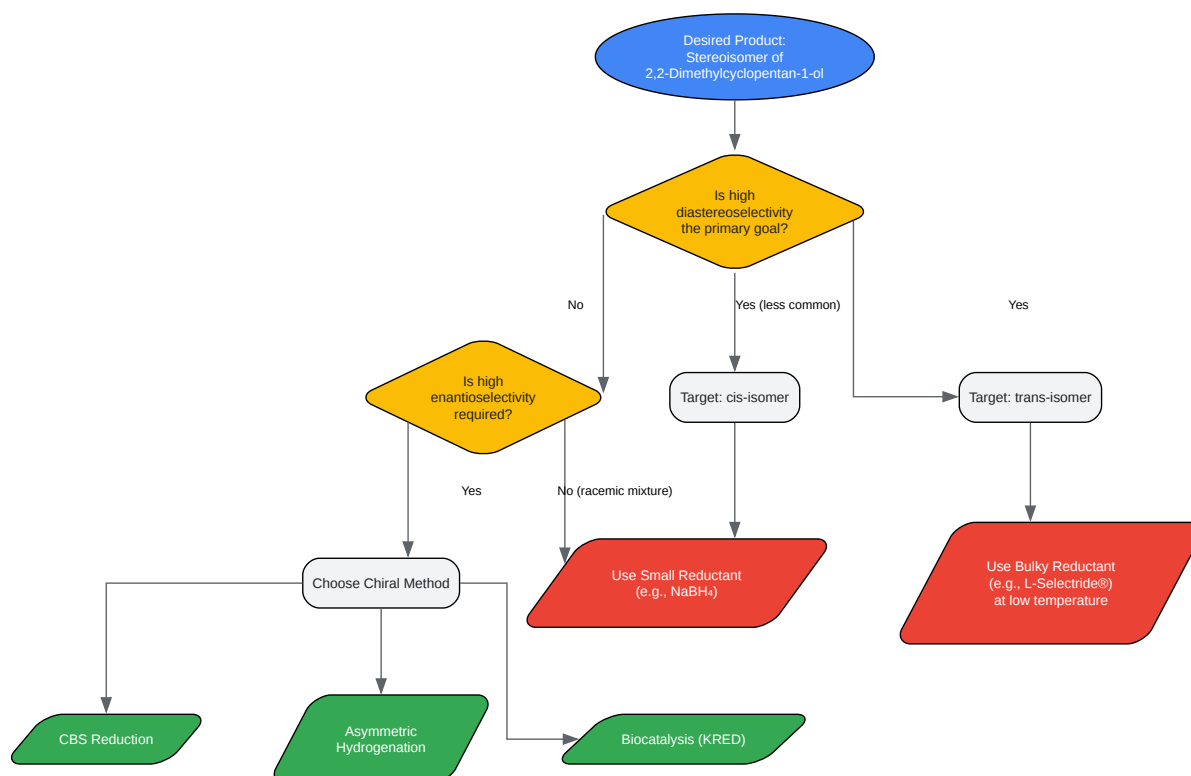 Desired Product:
Stereoisomer of
2,2-Dimethylcyclopentan-1-ol
Is high
diastereoselectivity
the primary goal?
No
Yes (less common)
Yes
Is high
enantioselectivity
required?
Target: cis-isomer
Target: trans-isomer
Yes
No (racemic mixture)
Choose Chiral Method
Use Small Reductant
(e.g., NaBH₄)
Use Bulky Reductant
(e.g., L-Selectride®)
at low temperature
CBS Reduction
Asymmetric
Hydrogenation
Biocatalysis (KRED)